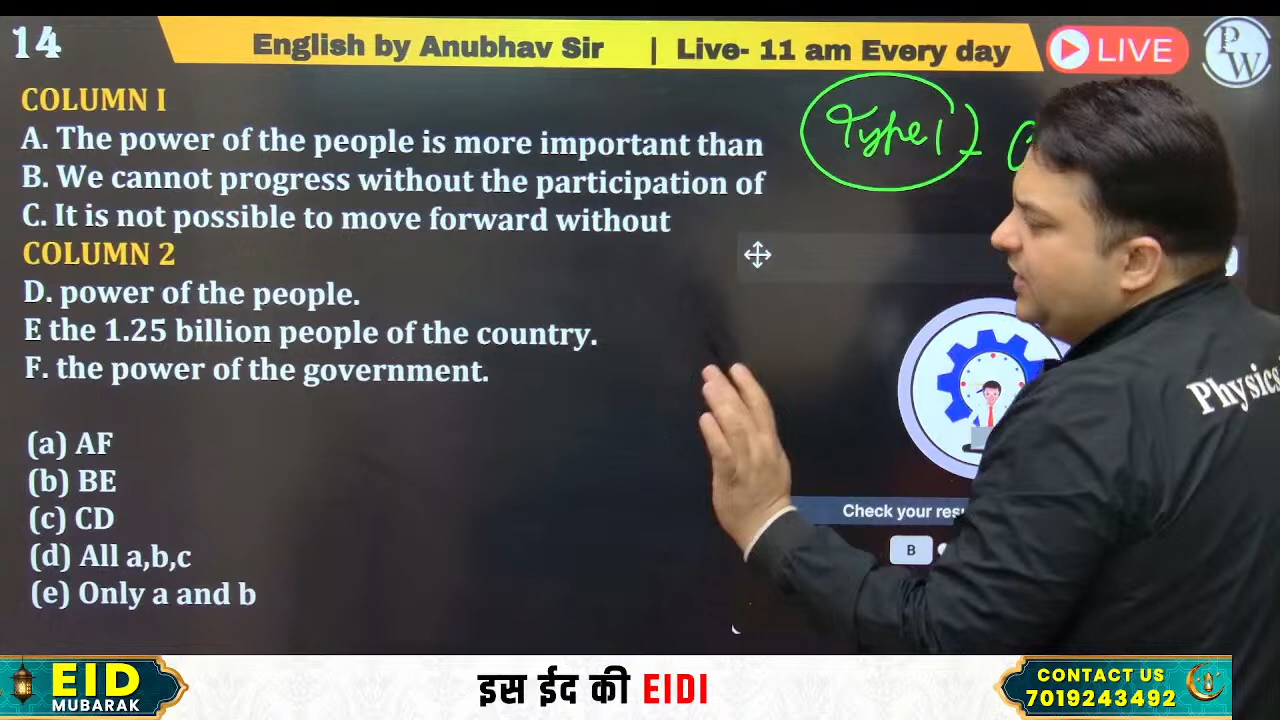 14
English by Anubhav Sir | Live- 11 am Every day
LIVE
PW
COLUMN I
A. The power of the people is more important than
B. We cannot progress without the participation of
C. It is not possible to move forward without
COLUMN 2
D. power of the people.
E the 1.25 billion people of the country.
F. the power of the government.
(a) AF
(b) BE
(c) CD
(d) All a,b,c
(e) Only a and b
Type 1
Check your
B
Physics
EID
MUBARAK
इस ईद की EIDI
CONTACT US
7019243492